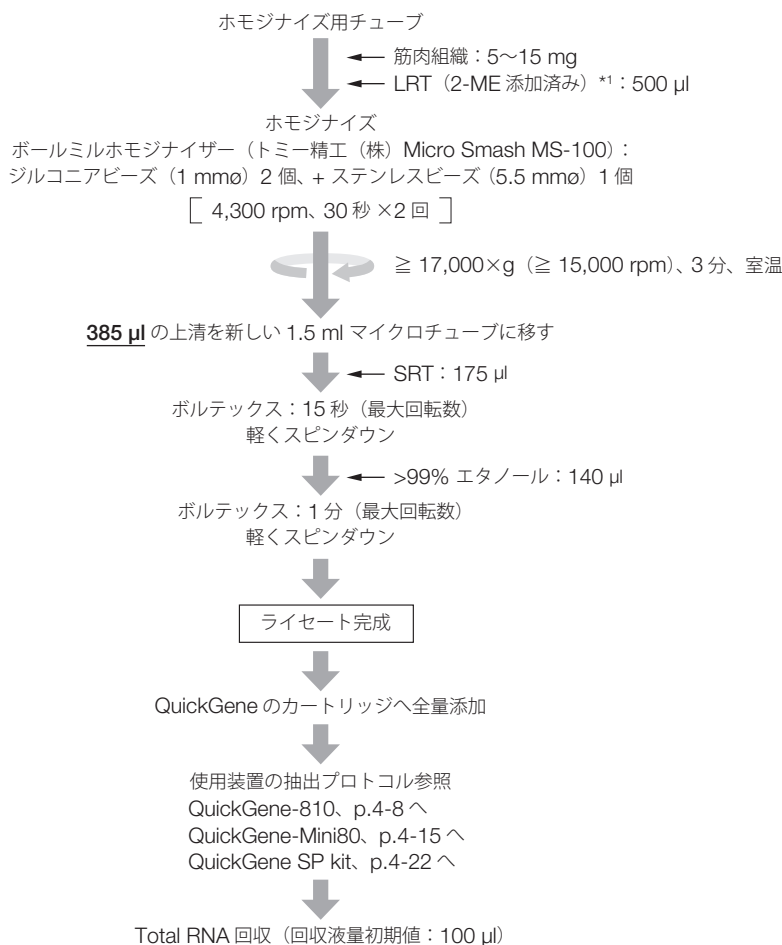 ホモジナイズ用チューブ
筋肉組織：5～15 mg
LRT（2-ME 添加済み）*1：500 µl
ホモジナイズ
ボールミルホモジナイザー（トミー精工（株）Micro Smash MS-100）：
ジルコニアビーズ（1 mmø）2 個、+ ステンレスビーズ（5.5 mmø）1 個
[ 4,300 rpm、30 秒 ×2 回 ]
≧ 17,000×g（≧ 15,000 rpm）、3 分、室温
385 µl の上清を新しい 1.5 ml マイクロチューブに移す
SRT：175 µl
ボルテックス：15 秒（最大回転数）
軽くスピンダウン
>99% エタノール：140 µl
ボルテックス：1 分（最大回転数）
軽くスピンダウン
ライセート完成
QuickGene のカートリッジへ全量添加
使用装置の抽出プロトコル参照
QuickGene-810、p.4-8 へ
QuickGene-Mini80、p.4-15 へ
QuickGene SP kit、p.4-22 へ
Total RNA 回収（回収液量初期値：100 µl）